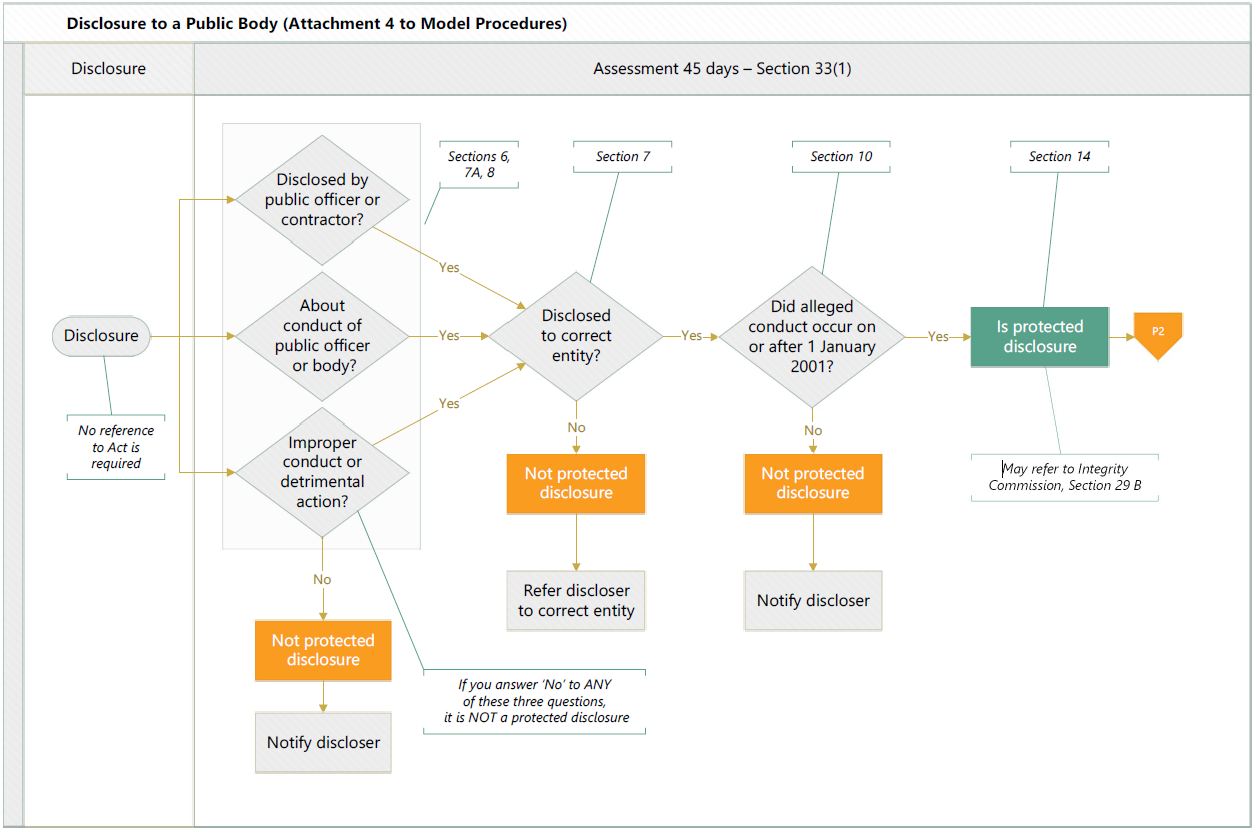 Disclosure to a Public Body (Attachment 4 to Model Procedures)
Disclosure
Assessment 45 days – Section 33(1)
Disclosed by
public officer or
contractor?
Sections 6,
7A, 8
Section 7
Section 10
Section 14
Yes
Disclosure
No reference
to Act is
required
About
conduct of
public officer
or body?
Yes
Disclosed
to correct
entity?
Yes
Did alleged
conduct occur on
or after 1 January
2001?
Yes
Is protected
disclosure
P2
Improper
conduct or
detrimental
action?
Yes
No
Not protected
disclosure
Refer discloser
to correct entity
No
Not protected
disclosure
Notify discloser
May refer to Integrity
Commission, Section 29 B
No
Not protected
disclosure
Notify discloser
If you answer ‘No’ to ANY
of these three questions,
it is NOT a protected disclosure